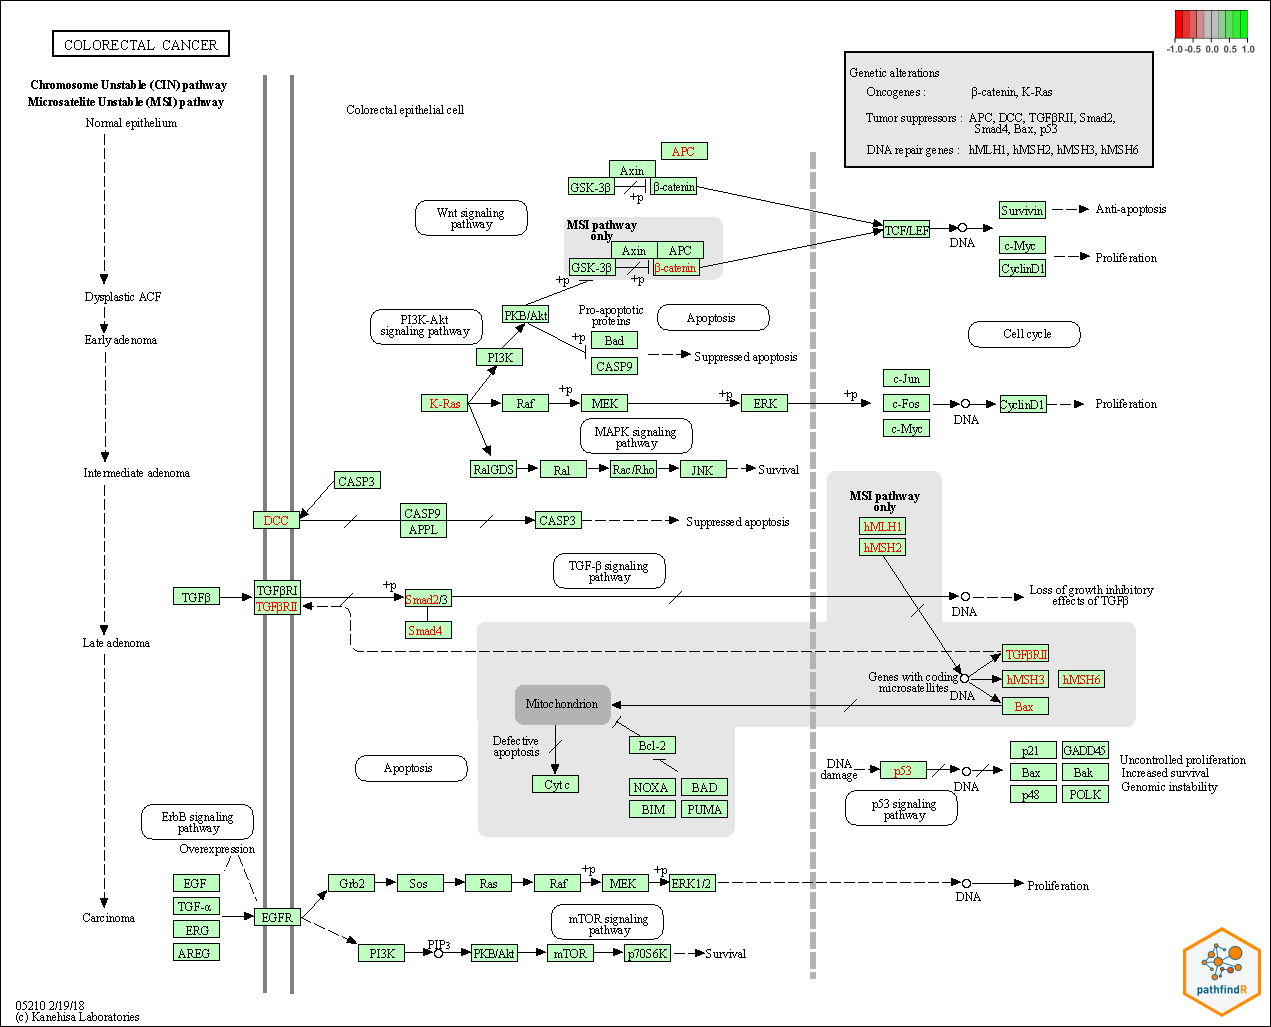 COLORECTAL CANCER
-1.0 -0.5 0.0 0.5 1.0
Chromosome Unstable (CIN) pathway
Microsatelite Unstable (MSI) pathway
Normal epithelium
Dysplastic ACF
Early adenoma
Intermediate adenoma
Late adenoma
Carcinoma
Colorectal epithelial cell
Genetic alterations
Oncogenes : β-catenin, K-Ras
Tumor suppressors : APC, DCC, TGFβRII, Smad2,
Smad4, Bax, p53
DNA repair genes : hMLH1, hMSH2, hMSH3, hMSH6
APC
Axin
GSK-3β
β-catenin
+p
Wnt signaling
pathway
MSI pathway
only
Axin
APC
GSK-3β
β-catenin
+p
+p
TCF/LEF
DNA
Survivin
Anti-apoptosis
c-Myc
CyclinD1
Proliferation
PI3K-Akt
signaling pathway
PKB/Akt
Pro-apoptotic
proteins
Apoptosis
+p
Bad
CASP9
Suppressed apoptosis
Cell cycle
PI3K
K-Ras
Raf
+p
MEK
+p
ERK
+p
c-Jun
c-Fos
c-Myc
DNA
CyclinD1
Proliferation
MAPK signaling
pathway
RalGDS
Ral
Rac/Rho
JNK
Survival
CASP3
DCC
CASP9
APPL
CASP3
Suppressed apoptosis
MSI pathway
only
hMLH1
hMSH2
TGF-β signaling
pathway
TGFβ
TGFβRI
TGFβRII
+p
Smad2/3
Smad4
DNA
Loss of growth inhibitory
effects of TGFβ
Genes with coding
microsatellites
DNA
TGFβRII
hMSH3
hMSH6
Bax
Mitochondrion
Defective
apoptosis
Bcl-2
Cyt c
NOXA
BAD
BIM
PUMA
Apoptosis
DNA
damage
p53
DNA
p21
GADD45
Bax
Bak
p48
POLK
Uncontrolled proliferation
Increased survival
Genomic instability
p53 signaling
pathway
ErbB signaling
pathway
Overexpression
EGF
TGF-α
ERG
AREG
EGFR
Grb2
Sos
Ras
Raf
+p
MEK
+p
ERK1/2
DNA
Proliferation
mTOR signaling
pathway
PI3K
PIP3
PKB/Akt
mTOR
p70S6K
Survival
pathfindR
05210 2/19/18
(c) Kanehisa Laboratories